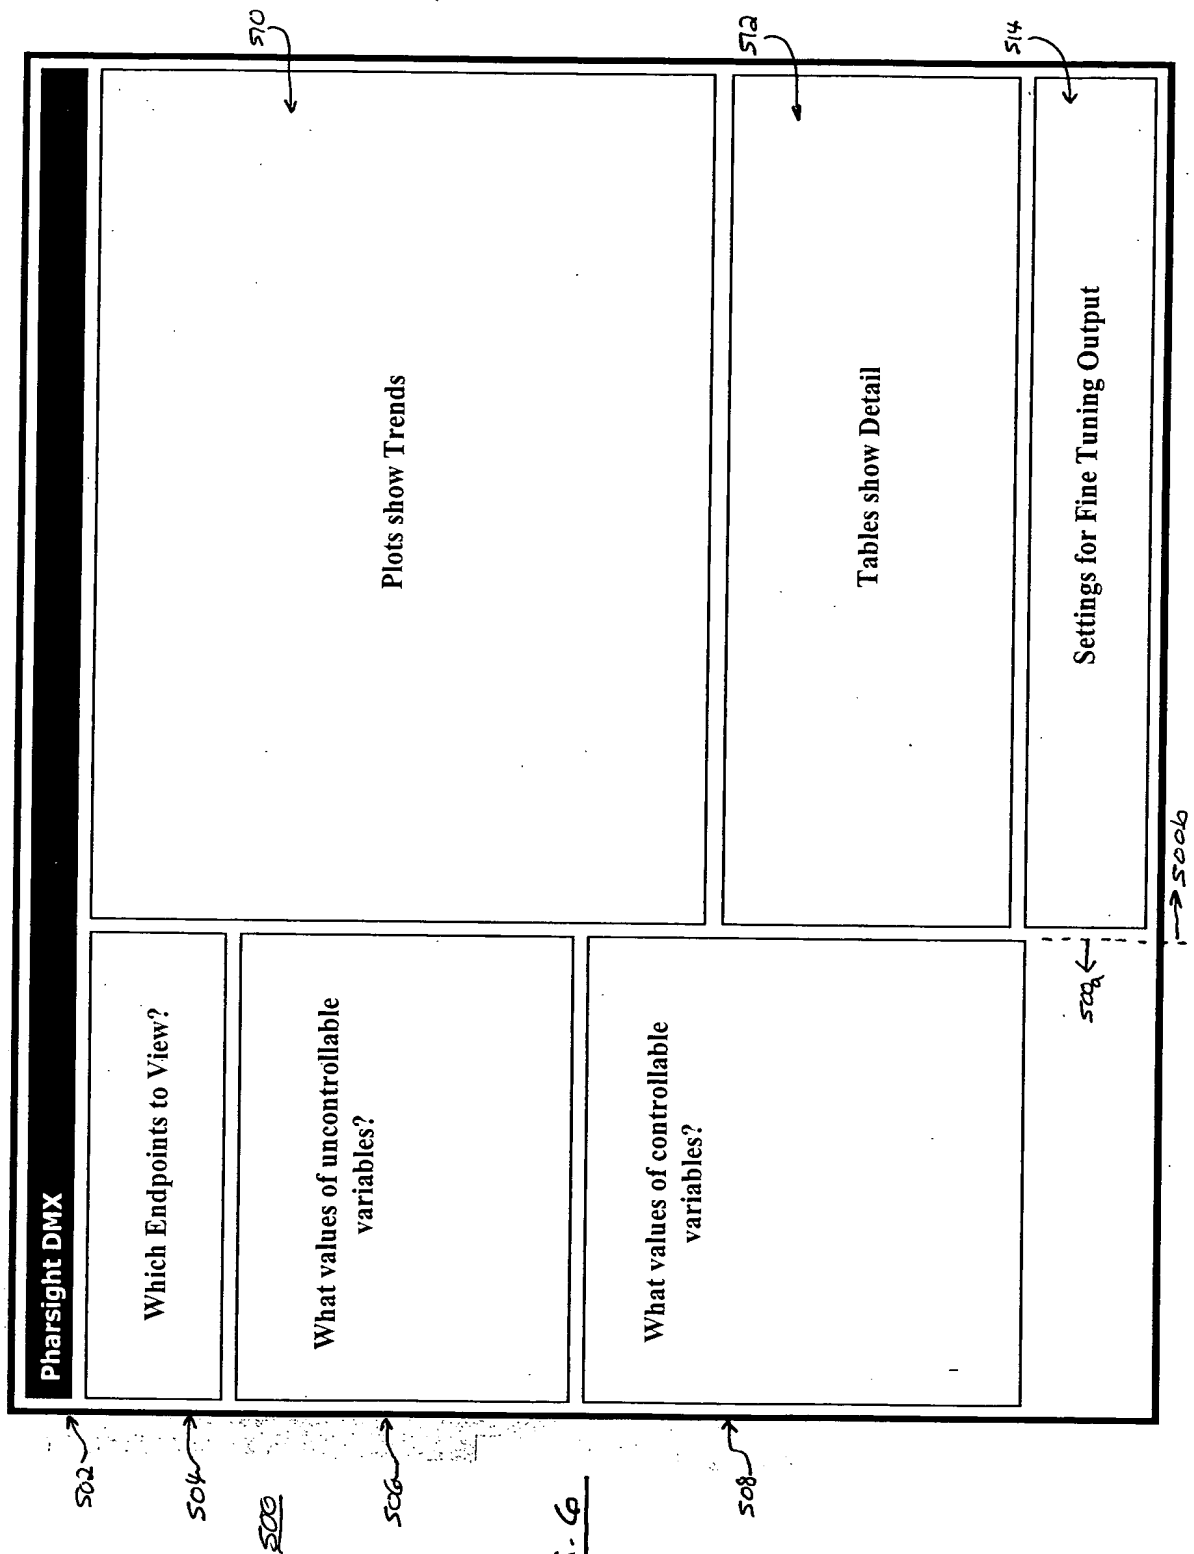 Pharsight DMX
Which Endpoints to View?
What values of uncontrollable
variables?
What values of controllable
variables?
Plots show Trends
Tables show Detail
Settings for Fine Tuning Output
502
504
500
506
508
510
512
514
500a
500b
6